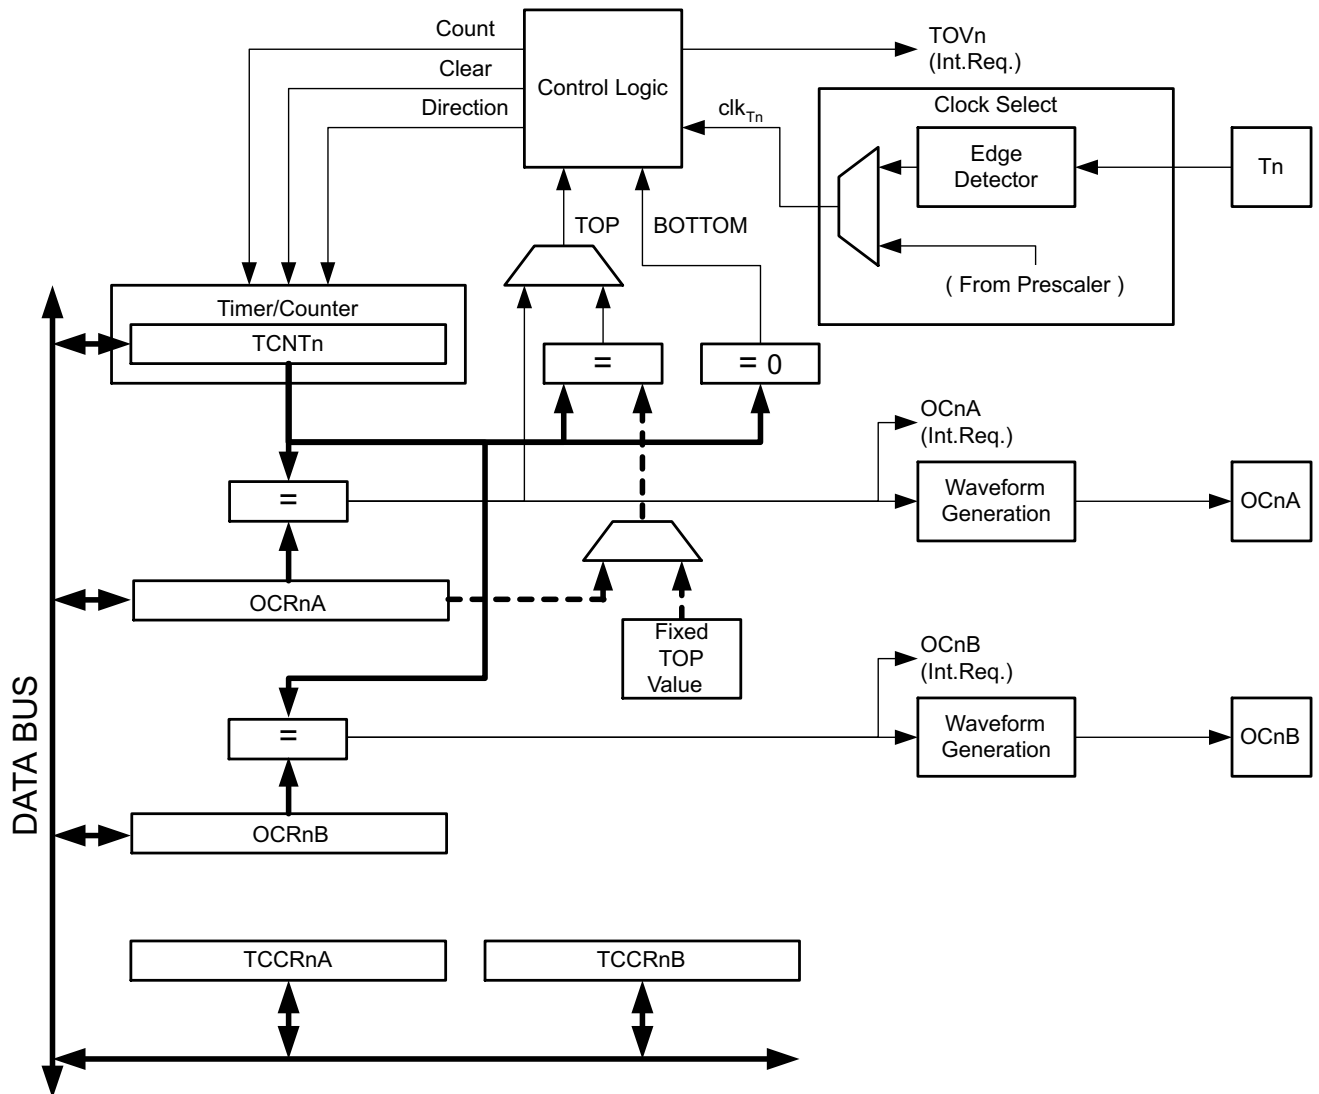 Count
Clear
Direction
Control Logic
TOVn
(Int.Req.)
clkTn
Clock Select
Edge
Detector
Tn
( From Prescaler )
TOP
BOTTOM
Timer/Counter
TCNTn
=
= 0
OCnA
(Int.Req.)
=
Waveform
Generation
OCnA
OCRnA
Fixed
TOP
Value
OCnB
(Int.Req.)
=
Waveform
Generation
OCnB
OCRnB
DATA BUS
TCCRnA
TCCRnB